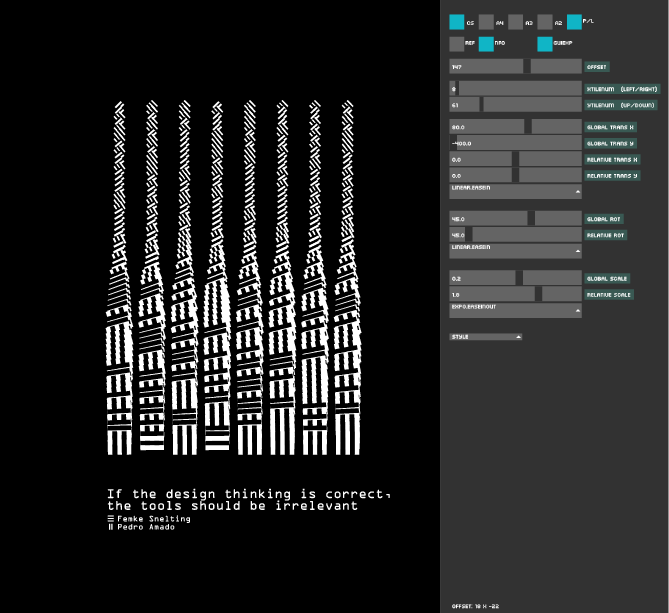 CS A4 A3 A2 P/L
REF INFO GUIEXP
147 OFFSET
8 XTILENUM (LEFT/RIGHT)
61 YTILENUM (UP/DOWN)
80.0 GLOBAL TRANS X
-400.0 GLOBAL TRANS Y
0.0 RELATIVE TRANS X
0.0 RELATIVE TRANS Y
LINEAR.EASEIN
45.0 GLOBAL ROT
45.0 RELATIVE ROT
LINEAR.EASEIN
0.2 GLOBAL SCALE
1.0 RELATIVE SCALE
EXPO.EASEINOUT
STYLE
If the design thinking is correct,
the tools should be irrelevant
Femke Snelting
Pedro Amado
OFFSET: 18 X -22